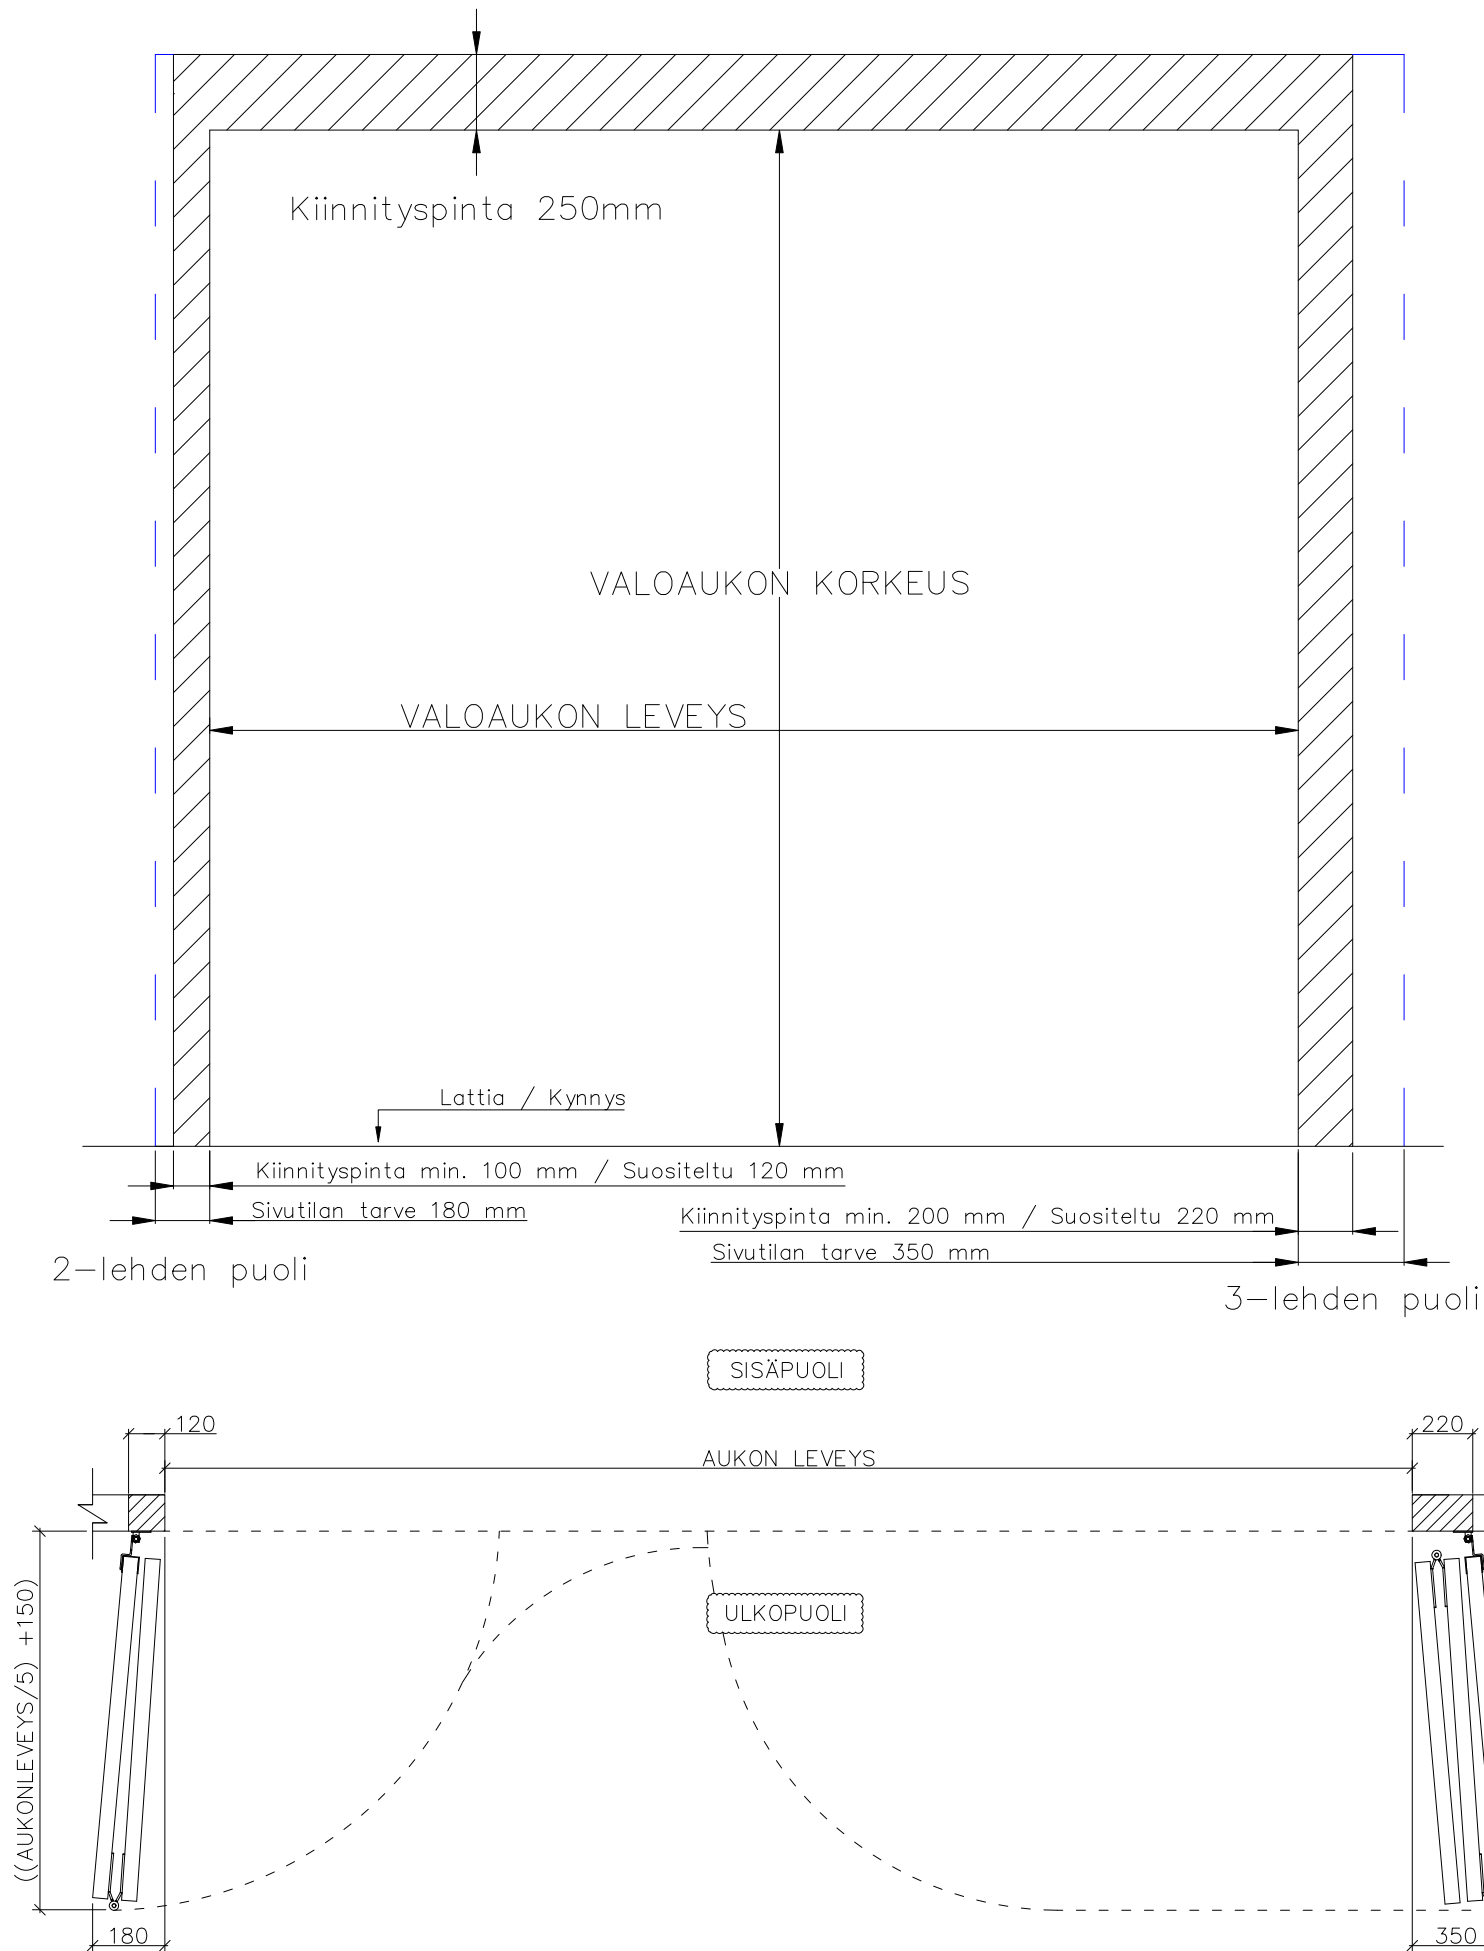 Kiinnityspinta 250mm
VALOAUKON KORKEUS
VALOAUKON LEVEYS
Lattia / Kynnys
Kiinnityspinta min. 100 mm / Suositeltu 120 mm
Sivutilan tarve 180 mm
Kiinnityspinta min. 200 mm / Suositeltu 220 mm
Sivutilan tarve 350 mm
2-lehden puoli
3-lehden puoli
SISÄPUOLI
120
220
AUKON LEVEYS
ULKOPUOLI
((AUKONLEVEYS/5) +150)
180
350